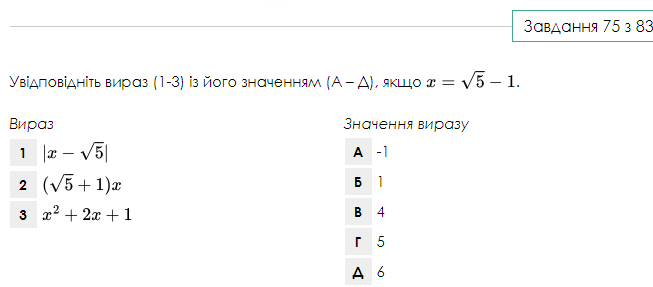 Завдання 75 з 83
Увідповідніть вираз (1-3) із його значенням (А – Д), якщо x = √5 − 1.
Вираз
Значення виразу
1 |x − √5|
2 (√5 + 1)x
3 x² + 2x + 1
А -1
Б 1
В 4
Г 5
Д 6